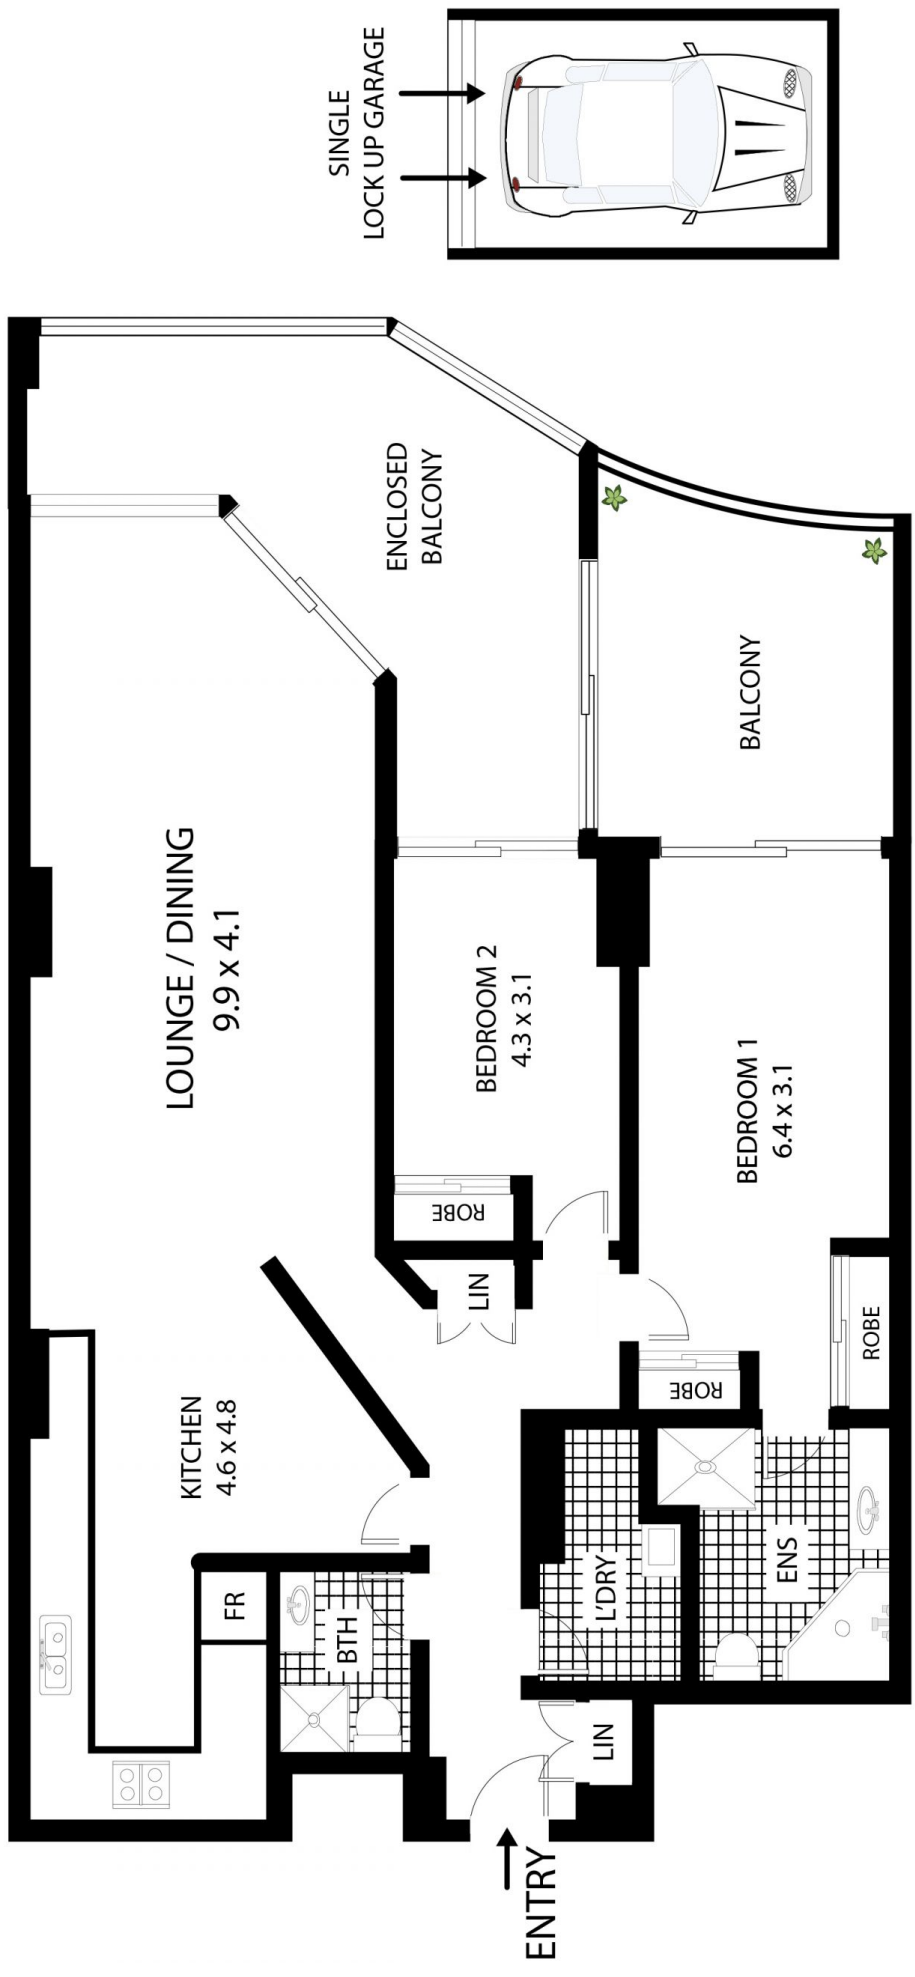 SINGLE
LOCK UP GARAGE
ENCLOSED
BALCONY
BALCONY
LOUNGE / DINING
9.9 x 4.1
BEDROOM 2
4.3 x 3.1
BEDROOM 1
6.4 x 3.1
ROBE
LIN
ROBE
ROBE
KITCHEN
4.6 x 4.8
FR
BTH
L'DRY
ENS
LIN
ENTRY